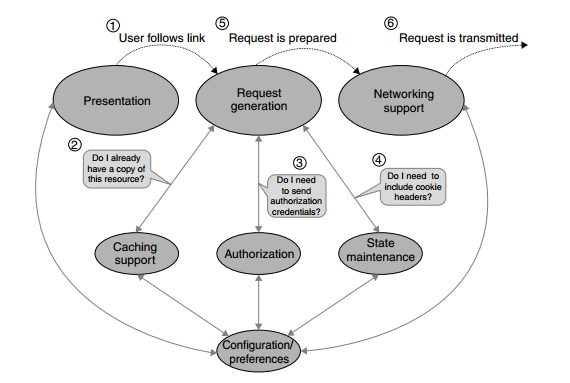 ①
User follows link
⑤
Request is prepared
⑥
Request is transmitted
Presentation
Request
generation
Networking
support
②
Do I already
have a copy of
this resource?
③
Do I need
to send
authorization
credentials?
④
Do I need to
include cookie
headers?
Caching
support
Authorization
State
maintenance
Configuration/
preferences